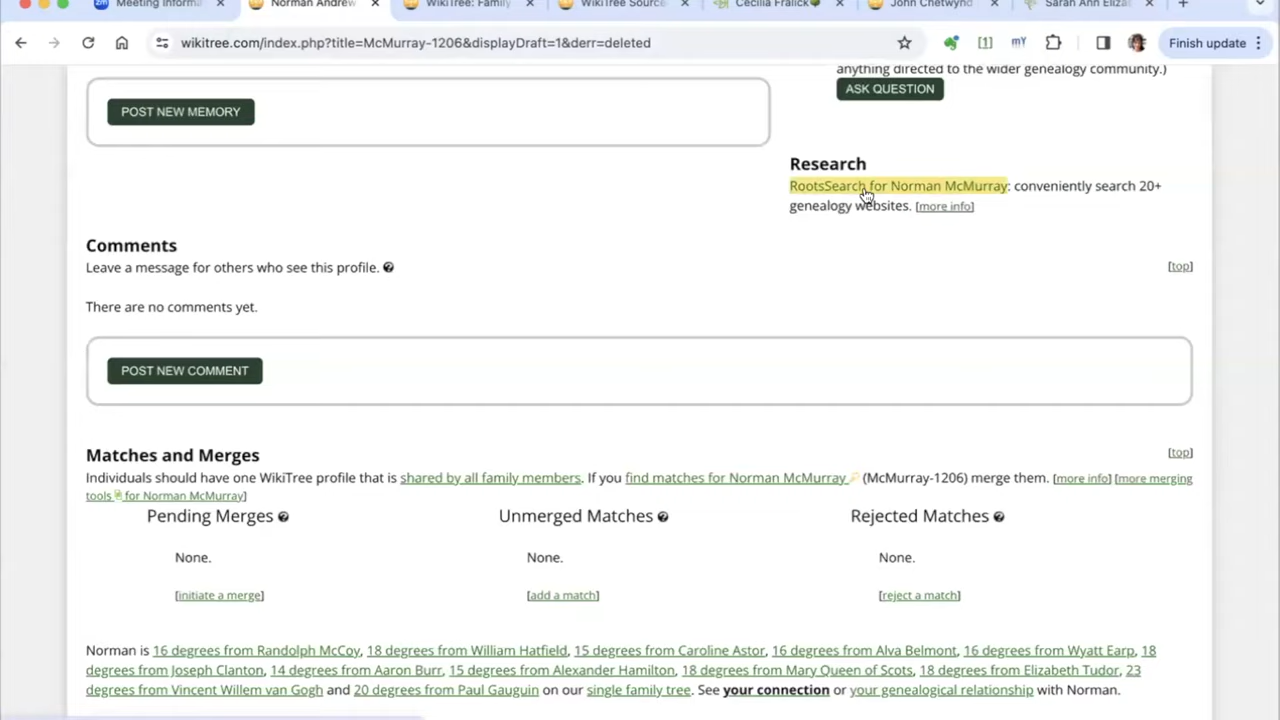 Meeting Informa
Norman Andrew
WikiTree: Family
WikiTree Source
Cecilia Fralick
John Chetwynd
Sarah Ann Eliza
wikitree.com/index.php?title=McMurray-1206&displayDraft=1&derr=deleted
Finish update
anything directed to the wider genealogy community.)
ASK QUESTION
POST NEW MEMORY
Research
RootsSearch for Norman McMurray: conveniently search 20+
genealogy websites. [more info]
Comments
Leave a message for others who see this profile.
[top]
There are no comments yet.
POST NEW COMMENT
Matches and Merges
[top]
Individuals should have one WikiTree profile that is shared by all family members. If you find matches for Norman McMurray (McMurray-1206) merge them. [more info] [more merging
tools for Norman McMurray]
Pending Merges
Unmerged Matches
Rejected Matches
None.
None.
None.
[initiate a merge]
[add a match]
[reject a match]
Norman is 16 degrees from Randolph McCoy, 18 degrees from William Hatfield, 15 degrees from Caroline Astor, 16 degrees from Alva Belmont, 16 degrees from Wyatt Earp, 18
degrees from Joseph Clanton, 14 degrees from Aaron Burr, 15 degrees from Alexander Hamilton, 18 degrees from Mary Queen of Scots, 18 degrees from Elizabeth Tudor, 23
degrees from Vincent Willem van Gogh and 20 degrees from Paul Gauguin on our single family tree. See your connection or your genealogical relationship with Norman.